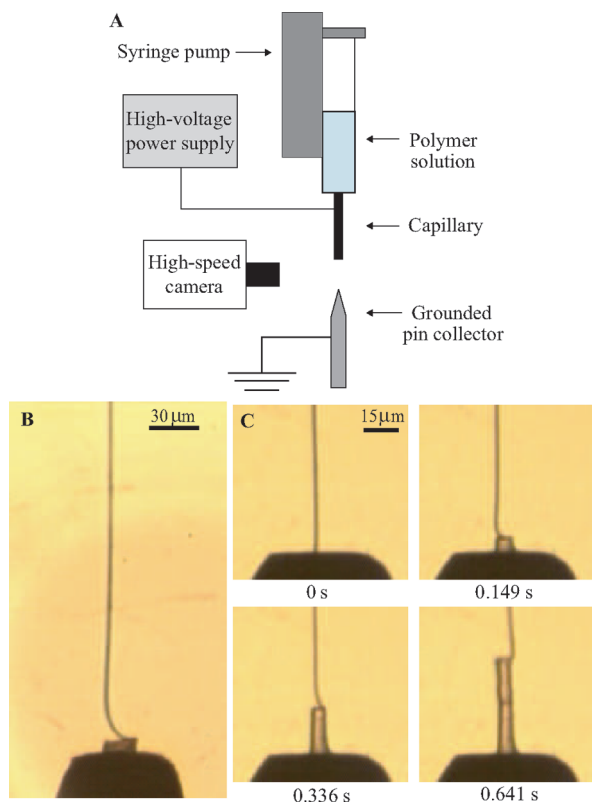 A
Syringe pump
High-voltage
power supply
Polymer
solution
Capillary
High-speed
camera
Grounded
pin collector
B
30 μm
C
15 μm
0 s
0.149 s
0.336 s
0.641 s